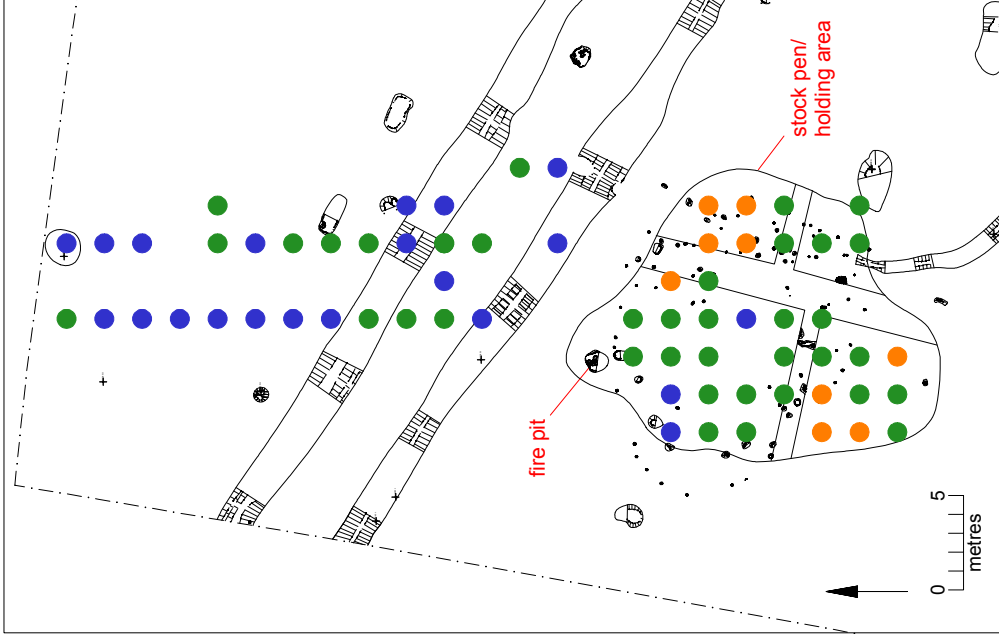 stock pen/
holding area
fire pit
0
5
metres